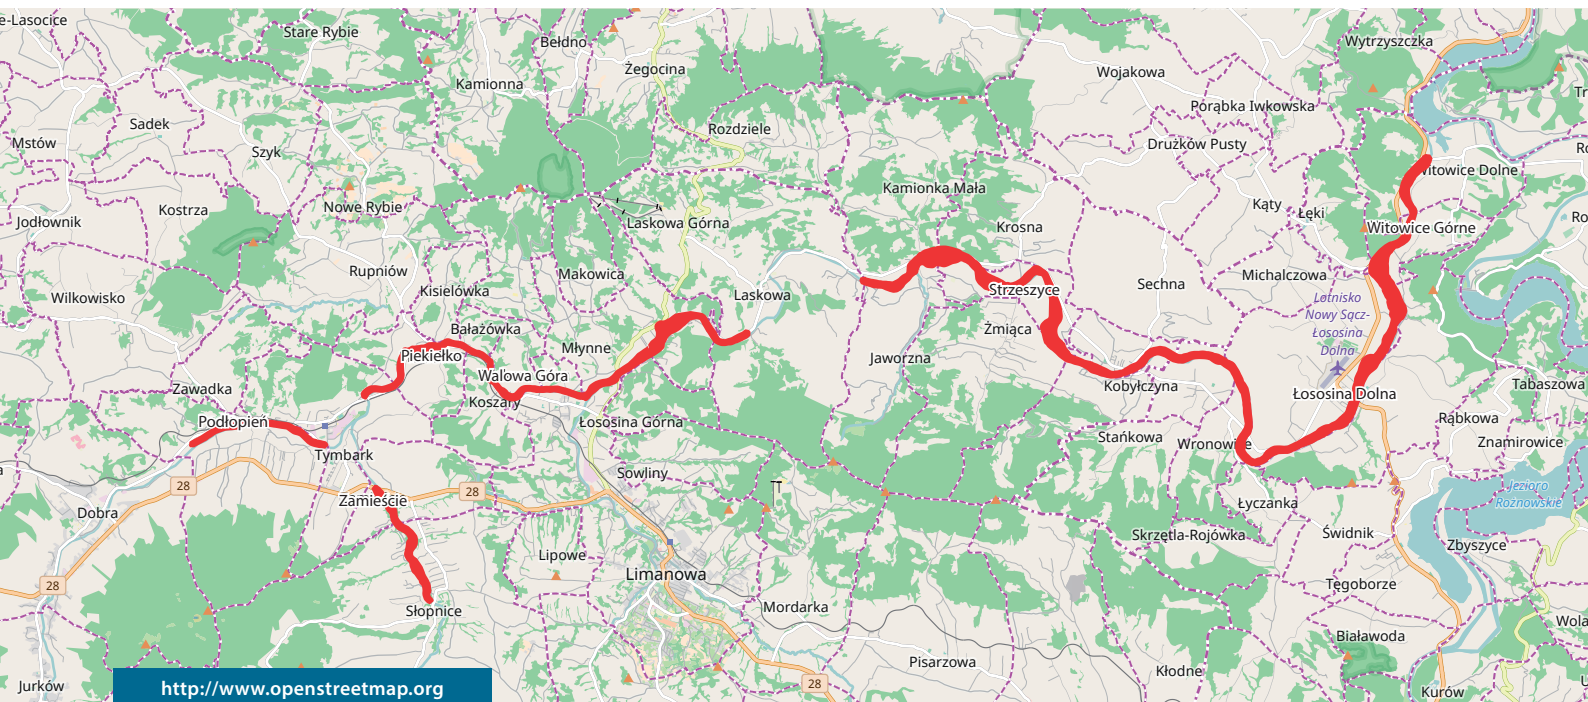 e-Lasocice
Stare Rybie
Bełdno
Wytrzyszczka
Żegocina
Wojakowa
Kamionna
Porąbka Iwkowska
Sadek
Rozdziele
Mstów
Drużków Pusty
Szyk
Witowice Dolne
Kamionka Mała
Kostrza
Nowe Rybie
Kąty
Łęki
Jodłownik
Laskowa Górna
Krosna
Witowice Górne
Rupniów
Makowica
Michalczowa
Sechna
Kisielówka
Laskowa
Strzeszyce
Wilkowisko
Lotnisko
Nowy Sącz-
Łososina
Dolna
Bałażówka
Żmiąca
Młynne
Piekiełko
Jaworzna
Walowa Góra
Kobyłczyna
Tabaszowa
Zawadka
Łososina Dolna
Koszary
Podłopień
Łososina Górna
Rąbkowa
Stańkowa
Wronowice
Znamirowice
Tymbark
Sowliny
28
28
Jezioro
Rożnowskie
Zamieście
Łyczanka
Dobra
Skrzętla-Rojówka
Świdnik
Zbyszyce
Lipowe
Limanowa
28
Tęgoborze
Słopnice
Mordarka
Wola
Białawoda
Pisarzowa
Kłodne
Jurków
28
Kurów
http://www.openstreetmap.org